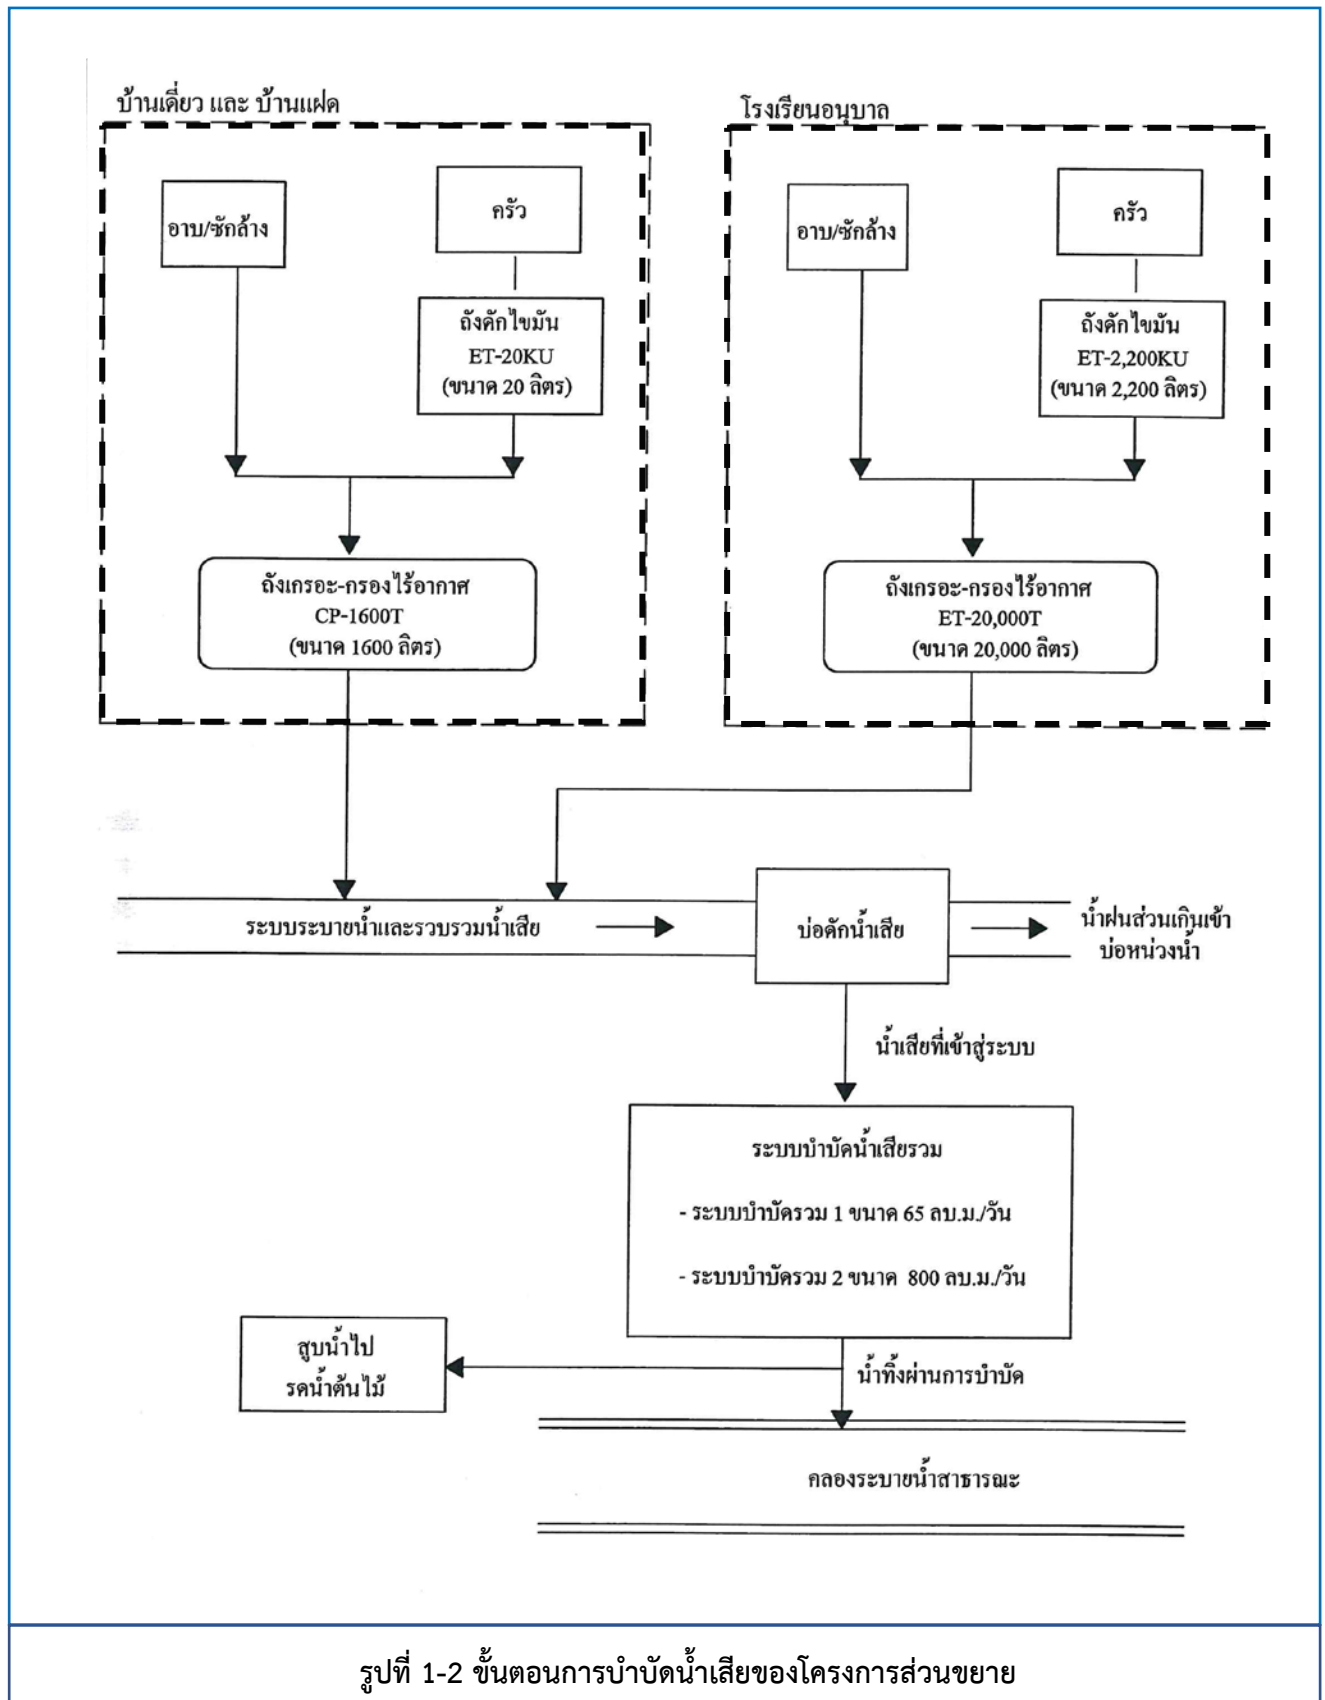 บ้านเดี่ยว และ บ้านแฝด
อาบ/ซักล้าง
ครัว
ถังดักไขมัน
ET-20KU
(ขนาด 20 ลิตร)
ถังเกรอะ-กรองไร้อากาศ
CP-1600T
(ขนาด 1600 ลิตร)
โรงเรียนอนุบาล
อาบ/ซักล้าง
ครัว
ถังดักไขมัน
ET-2,200KU
(ขนาด 2,200 ลิตร)
ถังเกรอะ-กรองไร้อากาศ
ET-20,000T
(ขนาด 20,000 ลิตร)
ระบบระบายน้ำและรวบรวมน้ำเสีย
บ่อดักน้ำเสีย
น้ำฝนส่วนเกินเข้า
บ่อหน่วงน้ำ
น้ำเสียที่เข้าสู่ระบบ
ระบบบำบัดน้ำเสียรวม
- ระบบบำบัดรวม 1 ขนาด 65 ลบ.ม./วัน
- ระบบบำบัดรวม 2 ขนาด 800 ลบ.ม./วัน
สูบน้ำไป
รดน้ำต้นไม้
น้ำทิ้งผ่านการบำบัด
คลองระบายน้ำสาธารณะ
รูปที่ 1-2 ขั้นตอนการบำบัดน้ำเสียของโครงการส่วนขยาย